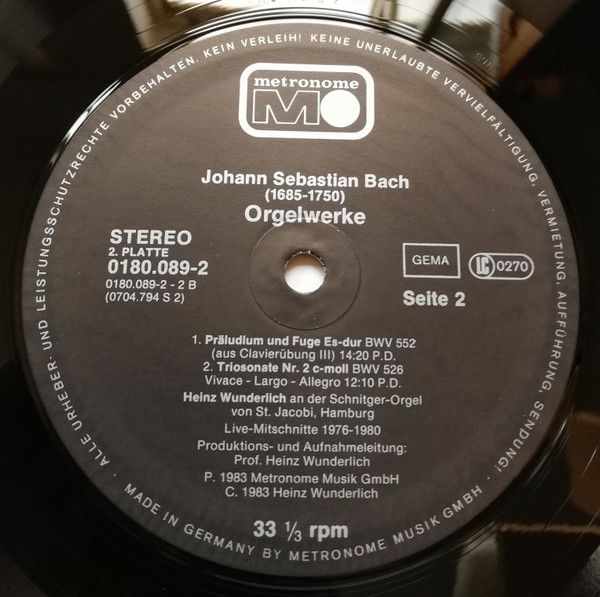 metronome
MO
Johann Sebastian Bach
(1685-1750)
Orgelwerke
STEREO
2. PLATTE
0180.089-2
0180.089-2 - 2 B
(0704.794 S 2)
GEMA
LC 0270
Seite 2
1. Präludium und Fuge Es-dur BWV 552
(aus Clavierübung III) 14:20 P.D.
2. Triosonate Nr. 2 c-moll BWV 526
Vivace - Largo - Allegro 12:10 P.D.
Heinz Wunderlich an der Schnitger-Orgel
von St. Jacobi, Hamburg
Live-Mitschnitte 1976-1980
Produktions- und Aufnahmeleitung:
Prof. Heinz Wunderlich
P. 1983 Metronome Musik GmbH
C. 1983 Heinz Wunderlich
33 1/3 rpm
· ALLE URHEBER- UND LEISTUNGSSCHUTZRECHTE VORBEHALTEN. KEIN VERLEIH! KEINE UNERLAUBTE VERVIELFÄLTIGUNG, VERMIETUNG, AUFFÜHRUNG, SENDUNG! ·
MADE IN GERMANY BY METRONOME MUSIK GMBH ·